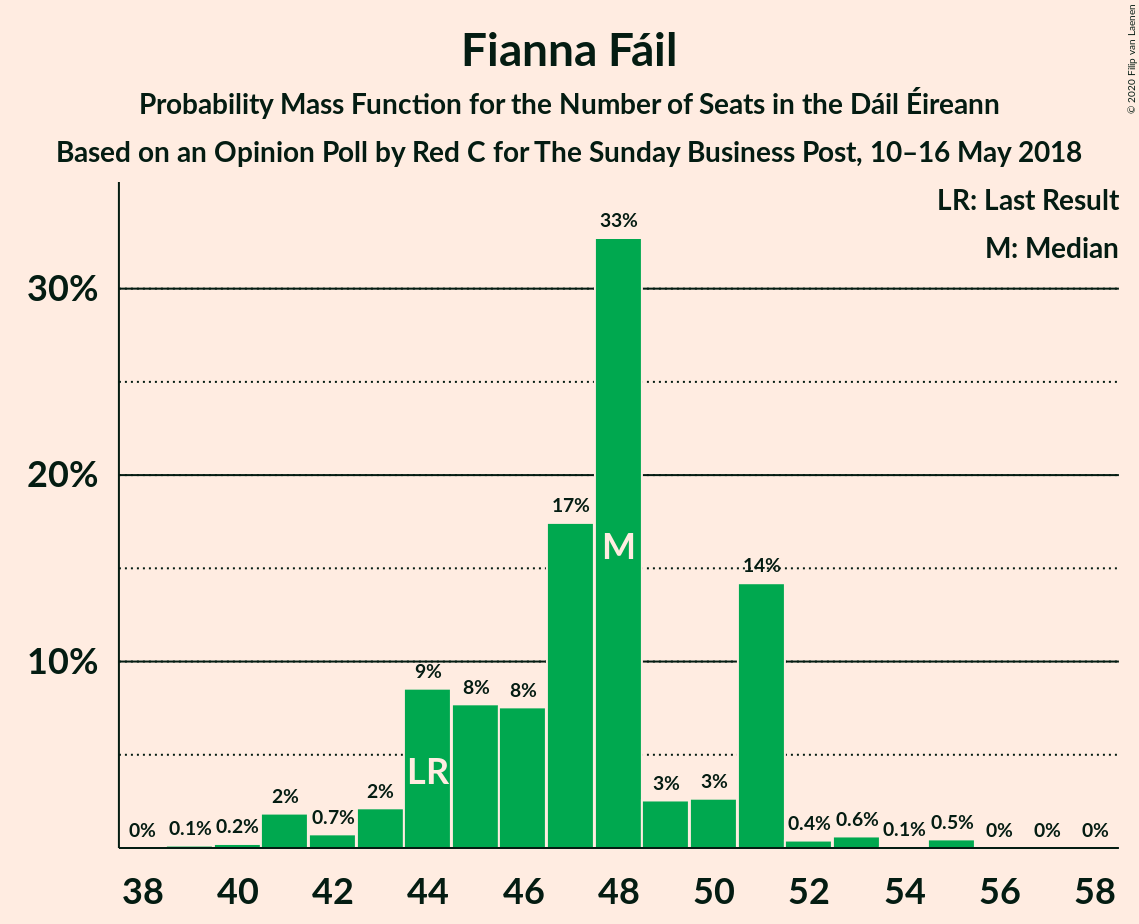 Fianna Fáil
Probability Mass Function for the Number of Seats in the Dáil Éireann
Based on an Opinion Poll by Red C for The Sunday Business Post, 10–16 May 2018
© 2020 Filip van Laenen
LR: Last Result
M: Median
30%
20%
10%
0% 0.1% 0.2% 2% 0.7% 2% 9% 8% 8% 17% 33% 3% 3% 14% 0.4% 0.6% 0.1% 0.5% 0% 0% 0%
LR
M
38 40 42 44 46 48 50 52 54 56 58